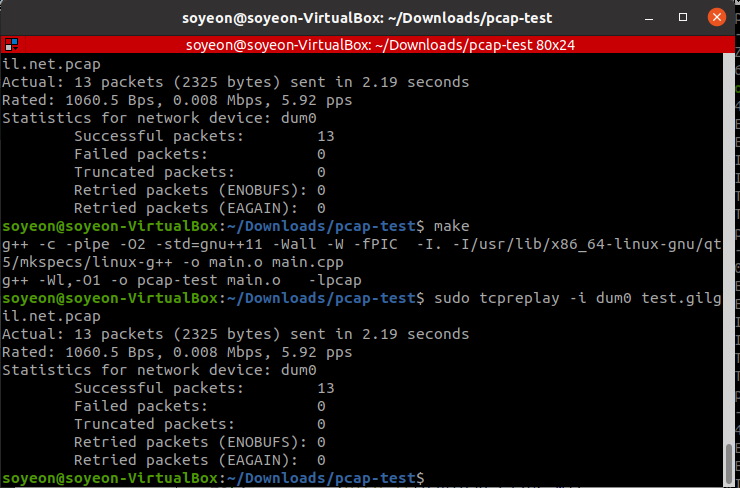 soyeon@soyeon-VirtualBox: ~/Downloads/pcap-test
soyeon@soyeon-VirtualBox: ~/Downloads/pcap-test 80x24
il.net.pcap
Actual: 13 packets (2325 bytes) sent in 2.19 seconds
Rated: 1060.5 Bps, 0.008 Mbps, 5.92 pps
Statistics for network device: dum0
        Successful packets:        13
        Failed packets:            0
        Truncated packets:         0
        Retried packets (ENOBUFS): 0
        Retried packets (EAGAIN):  0
soyeon@soyeon-VirtualBox:~/Downloads/pcap-test$ make
g++ -c -pipe -O2 -std=gnu++11 -Wall -W -fPIC  -I. -I/usr/lib/x86_64-linux-gnu/qt
5/mkspecs/linux-g++ -o main.o main.cpp
g++ -Wl,-O1 -o pcap-test main.o   -lpcap
soyeon@soyeon-VirtualBox:~/Downloads/pcap-test$ sudo tcpreplay -i dum0 test.gilg
il.net.pcap
Actual: 13 packets (2325 bytes) sent in 2.19 seconds
Rated: 1060.5 Bps, 0.008 Mbps, 5.92 pps
Statistics for network device: dum0
        Successful packets:        13
        Failed packets:            0
        Truncated packets:         0
        Retried packets (ENOBUFS): 0
        Retried packets (EAGAIN):  0
soyeon@soyeon-VirtualBox:~/Downloads/pcap-test$